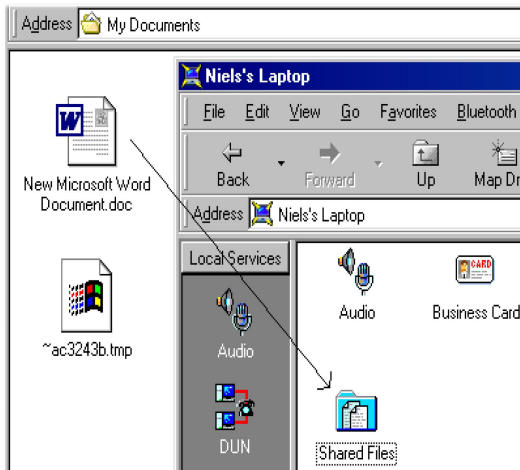 Address My Documents
New Microsoft Word
Document.doc
~ac3243b.tmp
Niels's Laptop
File Edit View Go Favorites Bluetooth
Back Forward Up Map Dr
Address Niels's Laptop
Local Services
Audio
DUN
Audio
CARD
Business Card
Shared Files